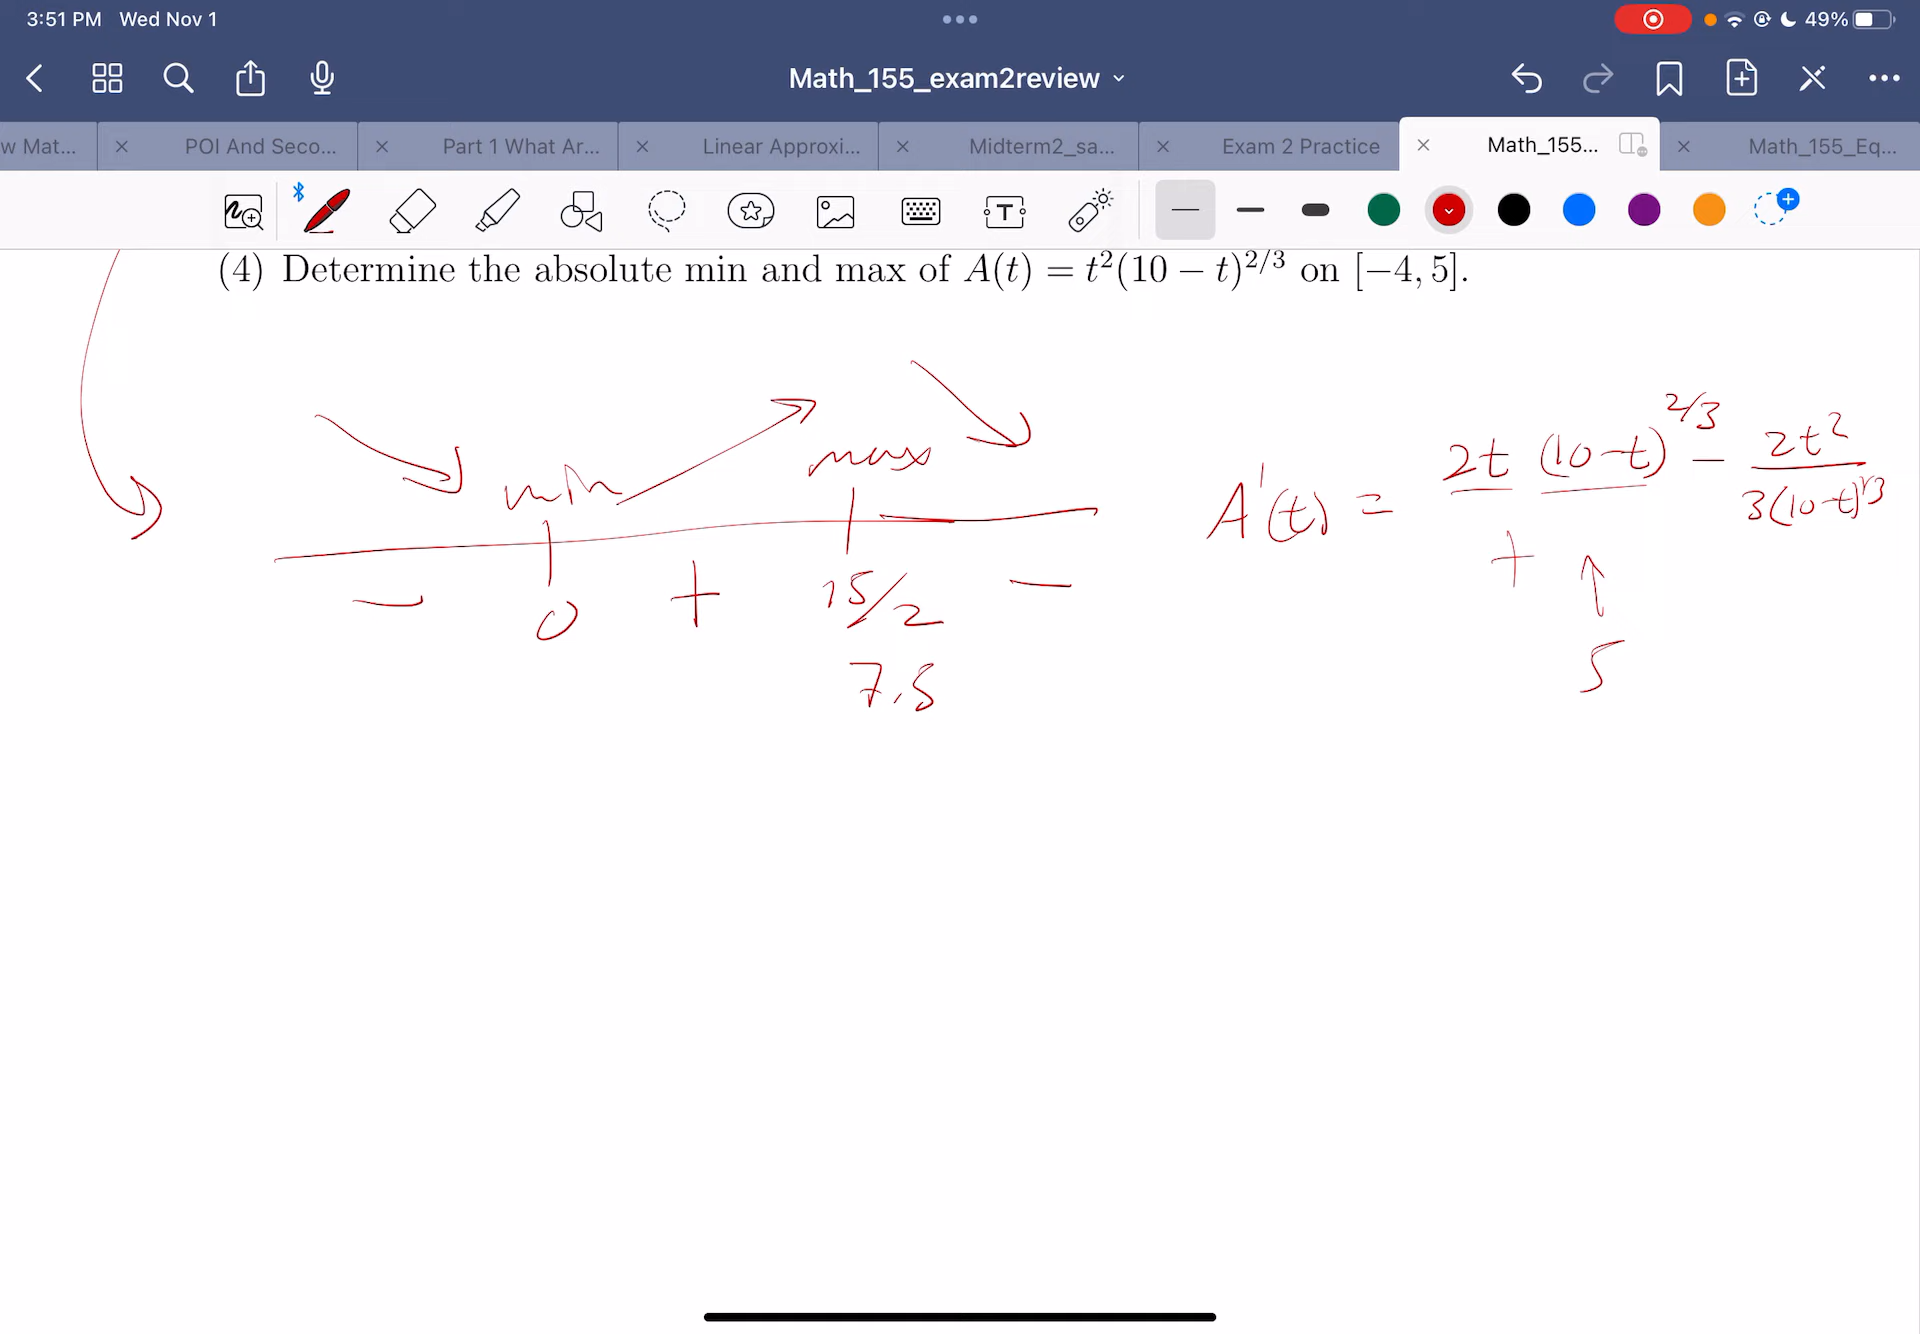 3:51 PM Wed Nov 1
49%
Math_155_exam2review
w Mat...
POI And Seco...
Part 1 What Ar...
Linear Approxi...
Midterm2_sa...
Exam 2 Practice
Math_155...
Math_155_Eq...
(4) Determine the absolute min and max of A(t) = t²(10 − t)^{2/3} on [−4, 5].
min
max
− 0 + 15/2 −
7.5
A'(t) = 2t (10-t)^{2/3} − 2t²/3(10-t)^{1/3}
+ ↑
5